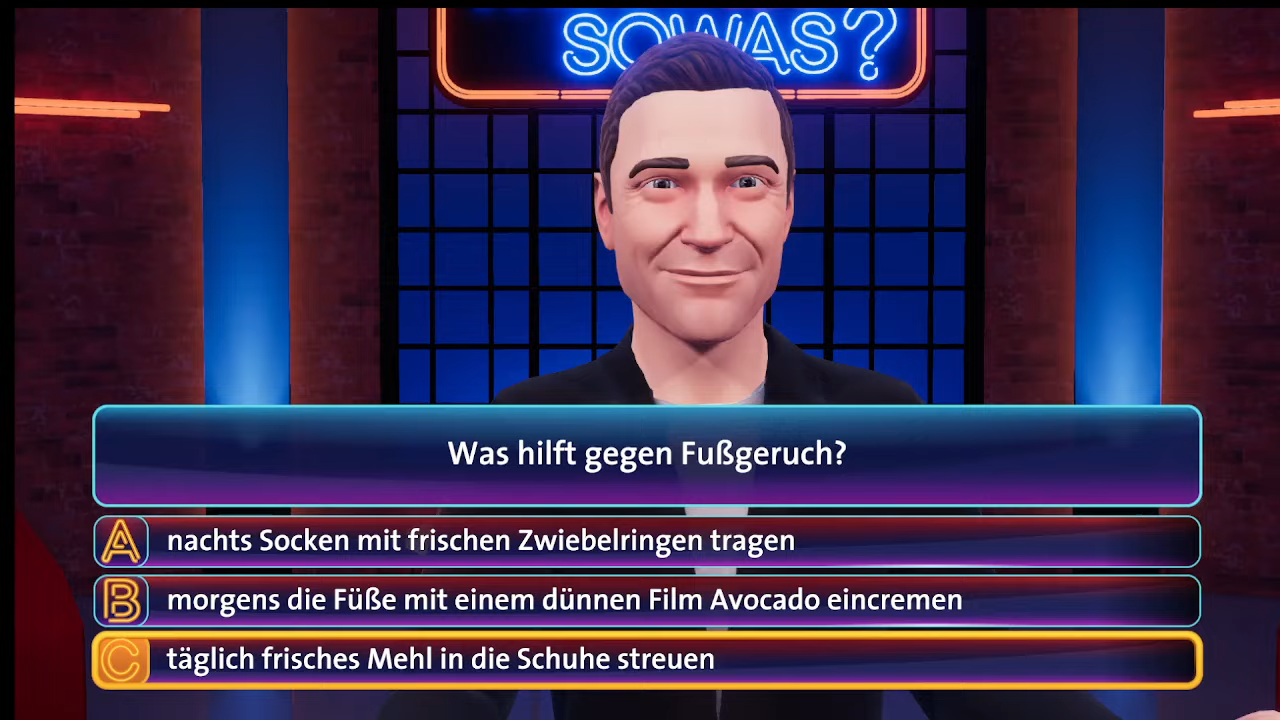 SOWAS?
Was hilft gegen Fußgeruch?
A nachts Socken mit frischen Zwiebelringen tragen
B morgens die Füße mit einem dünnen Film Avocado eincremen
C täglich frisches Mehl in die Schuhe streuen